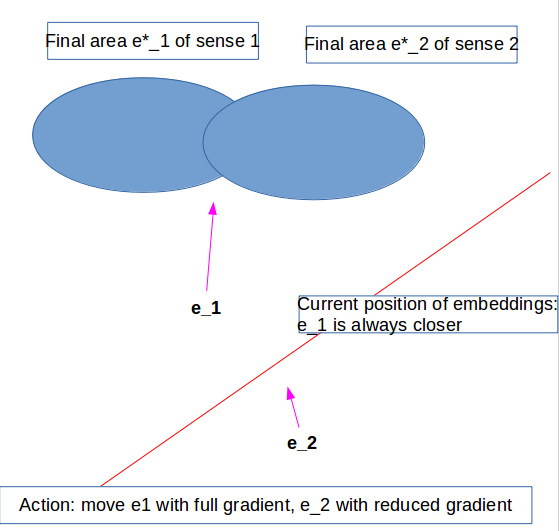 Final area e*_1 of sense 1
Final area e*_2 of sense 2
e_1
Current position of embeddings:
e_1 is always closer
e_2
Action: move e1 with full gradient, e_2 with reduced gradient